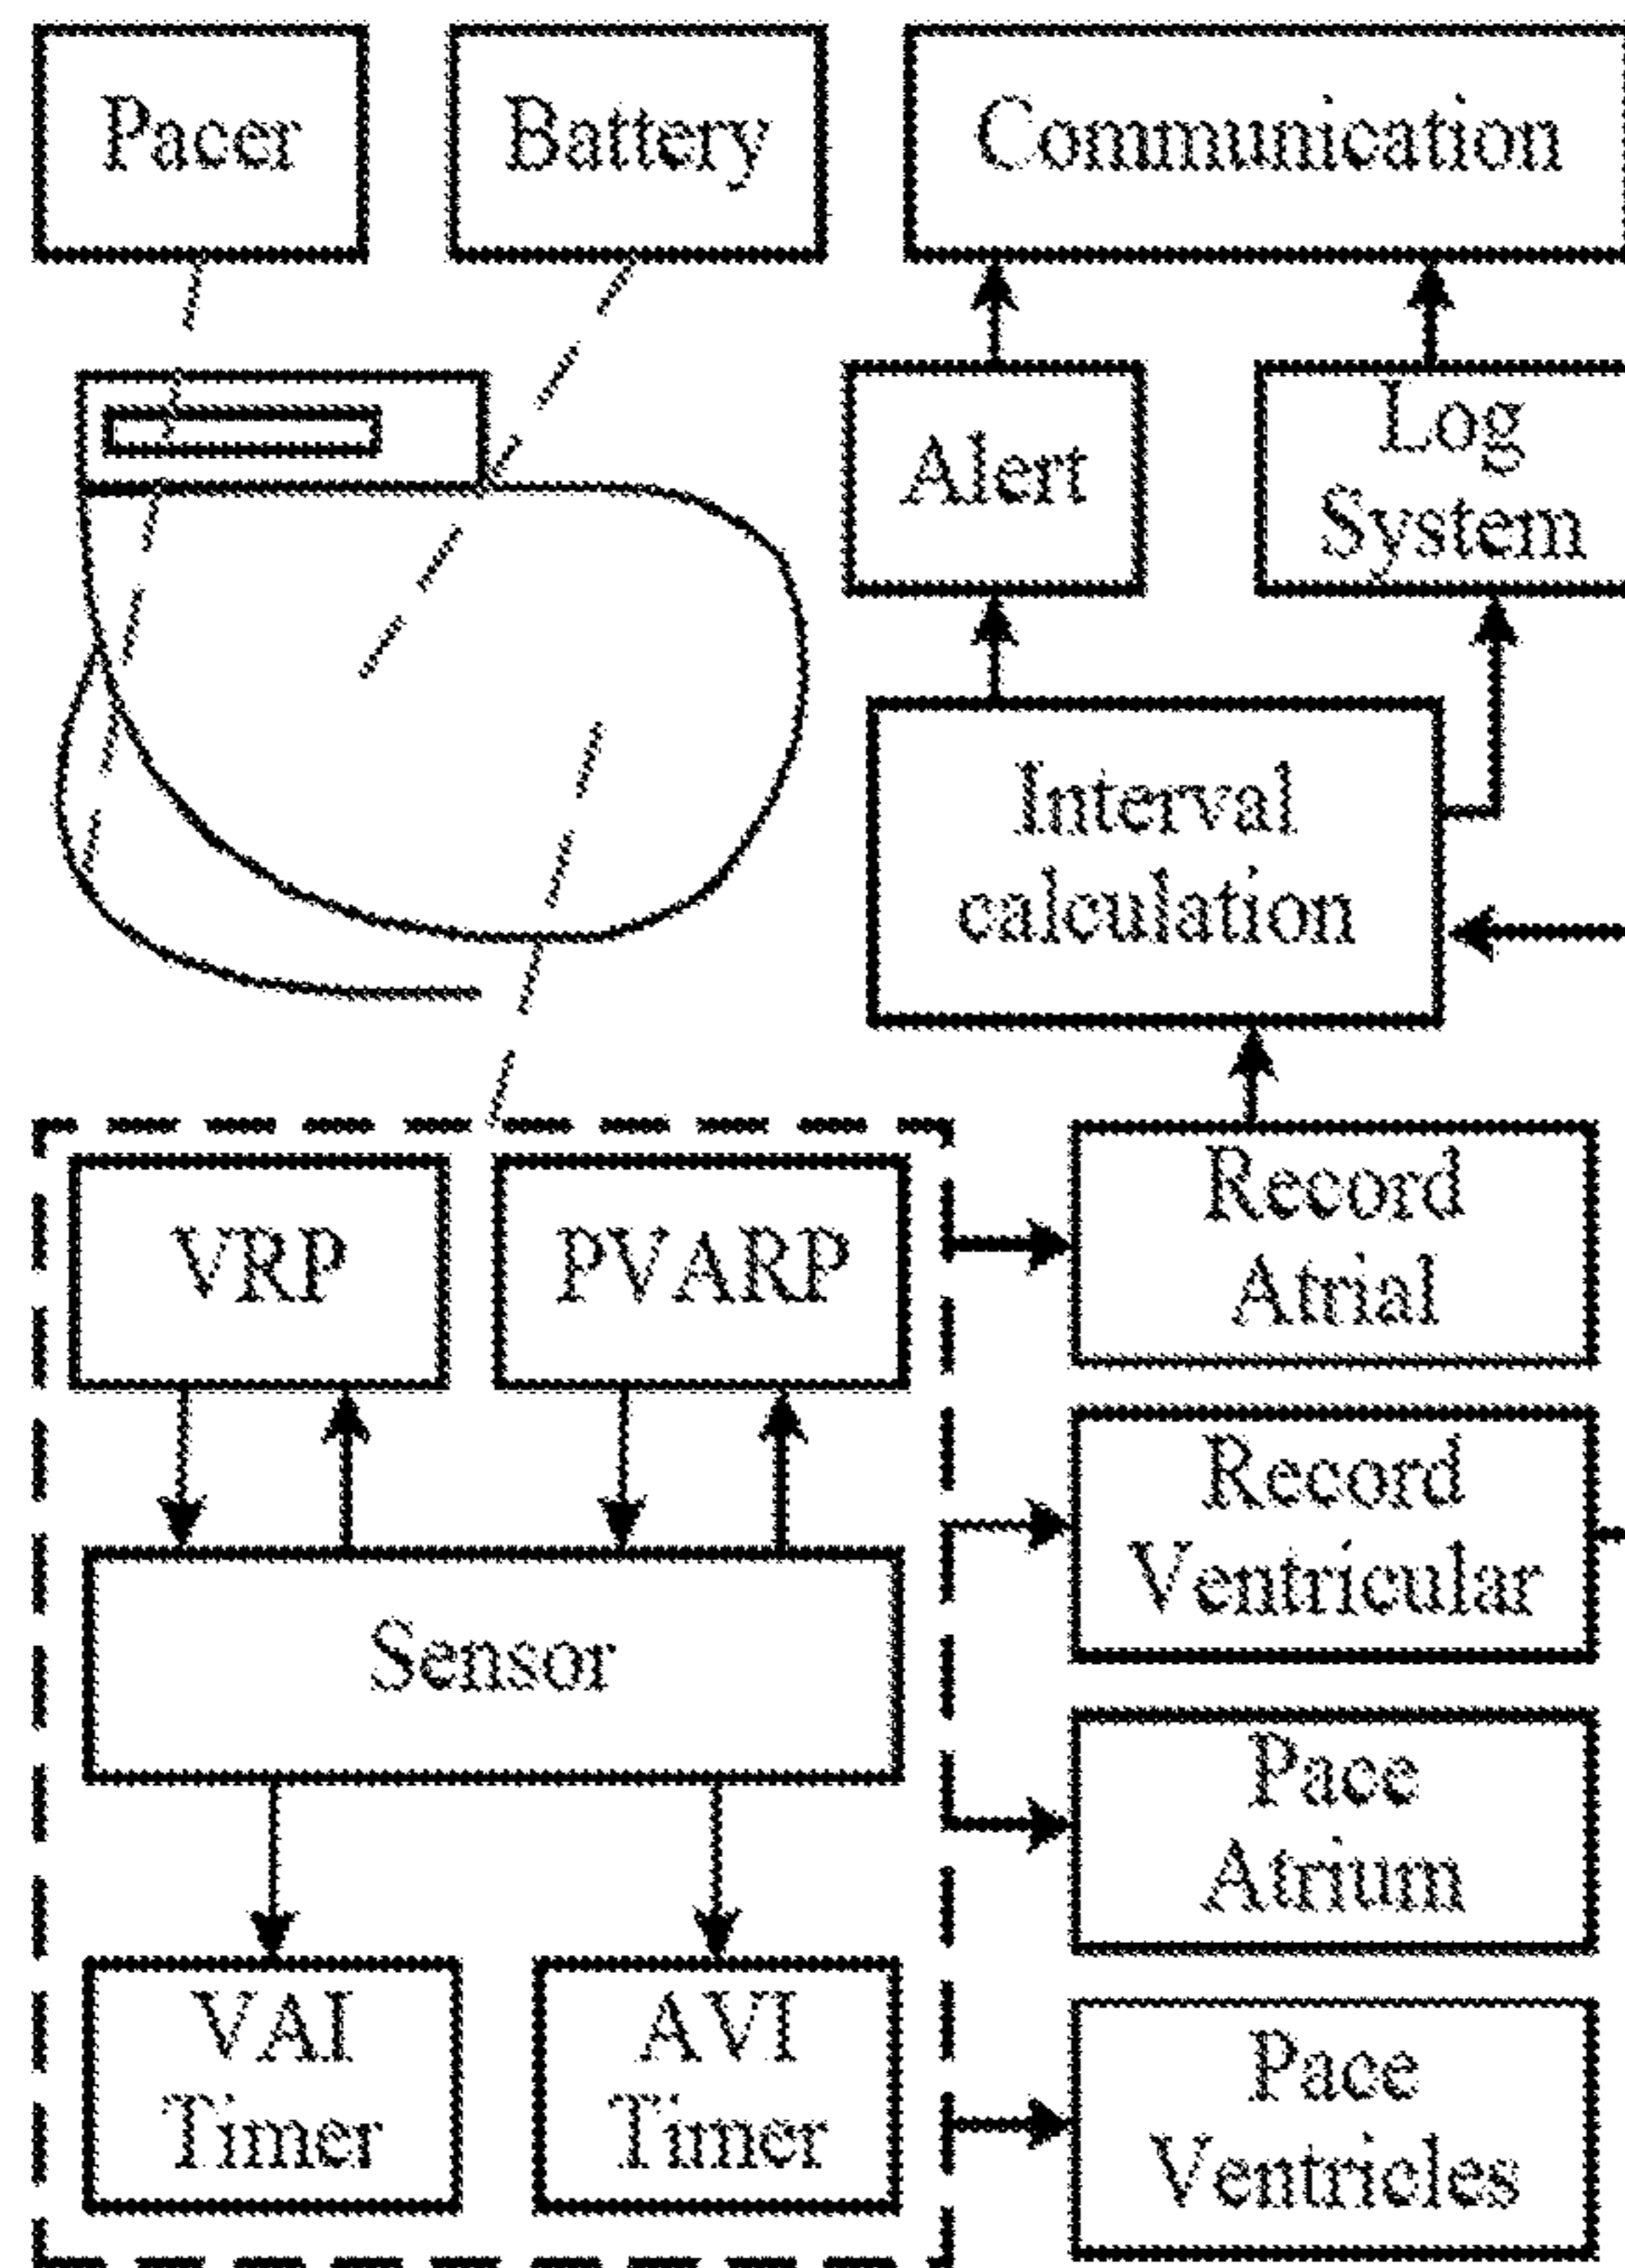 Pacer
Battery
Communication
Alert
Log
System
Interval
calculation
VRP
PVARP
Record
Atrial
Record
Ventricular
Sensor
Pace
Atrium
VAI
Timer
AVI
Timer
Pace
Ventricles